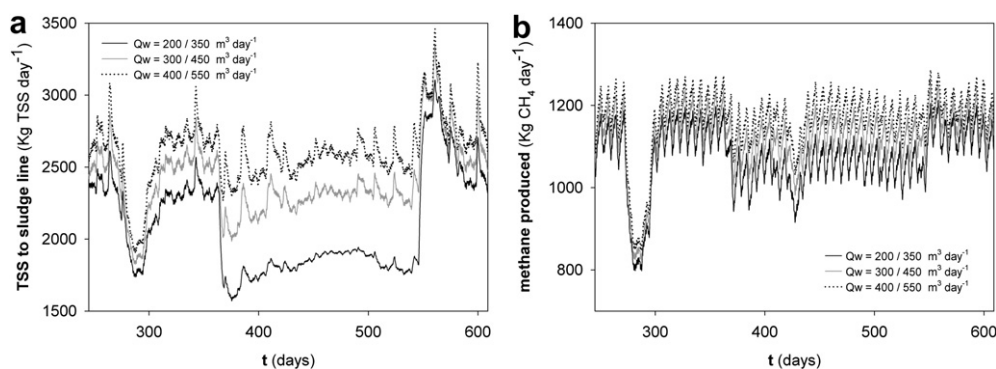 a
TSS to sludge line (Kg TSS day-1)
3500
3000
2500
2000
1500
Qw = 200 / 350 m3 day-1
Qw = 300 / 450 m3 day-1
Qw = 400 / 550 m3 day-1
300
400
500
600
t (days)
b
methane produced (Kg CH4 day-1)
1400
1200
1000
800
Qw = 200 / 350 m3 day-1
Qw = 300 / 450 m3 day-1
Qw = 400 / 550 m3 day-1
300
400
500
600
t (days)